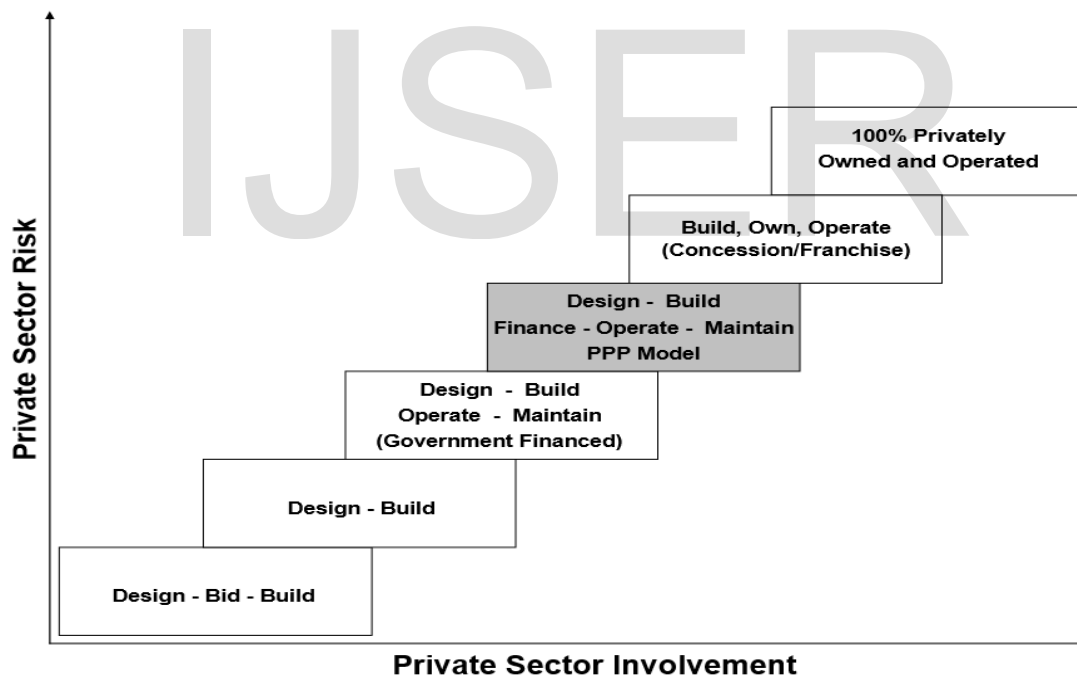 IJSER
100% Privately
Owned and Operated
Build, Own, Operate
(Concession/Franchise)
Design - Build
Finance - Operate - Maintain
PPP Model
Design - Build
Operate - Maintain
(Government Financed)
Design - Build
Design - Bid - Build
Private Sector Risk
Private Sector Involvement